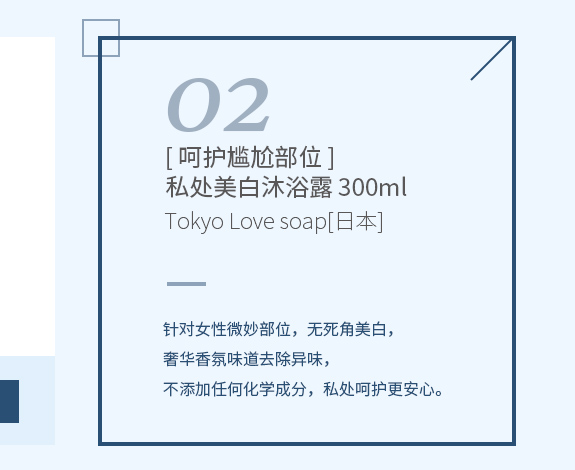 02
[ 呵护尴尬部位 ]
私处美白沐浴露 300ml
Tokyo Love soap[日本]
针对女性微妙部位，无死角美白，
奢华香氛味道去除异味，
不添加任何化学成分，私处呵护更安心。